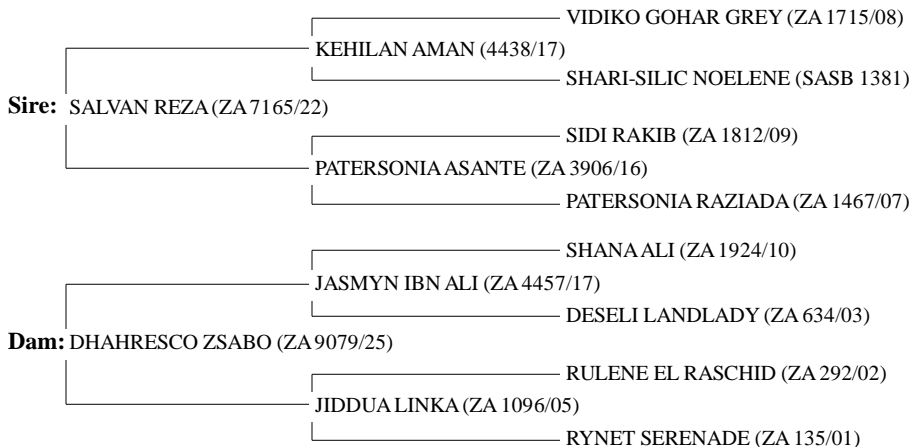 VIDIKO GOHAR GREY (ZA 1715/08)
KEHILAN AMAN (4438/17)
SHARI-SILIC NOELENE (SASB 1381)
Sire: SALVAN REZA (ZA 7165/22)
SIDI RAKIB (ZA 1812/09)
PATERSONIA ASANTE (ZA 3906/16)
PATERSONIA RAZIADA (ZA 1467/07)
SHANA ALI (ZA 1924/10)
JASMYN IBN ALI (ZA 4457/17)
DESELI LANDLADY (ZA 634/03)
Dam: DHAHRESCO ZSABO (ZA 9079/25)
RULENE EL RASCHID (ZA 292/02)
JIDDUA LINKA (ZA 1096/05)
RYNET SERENADE (ZA 135/01)